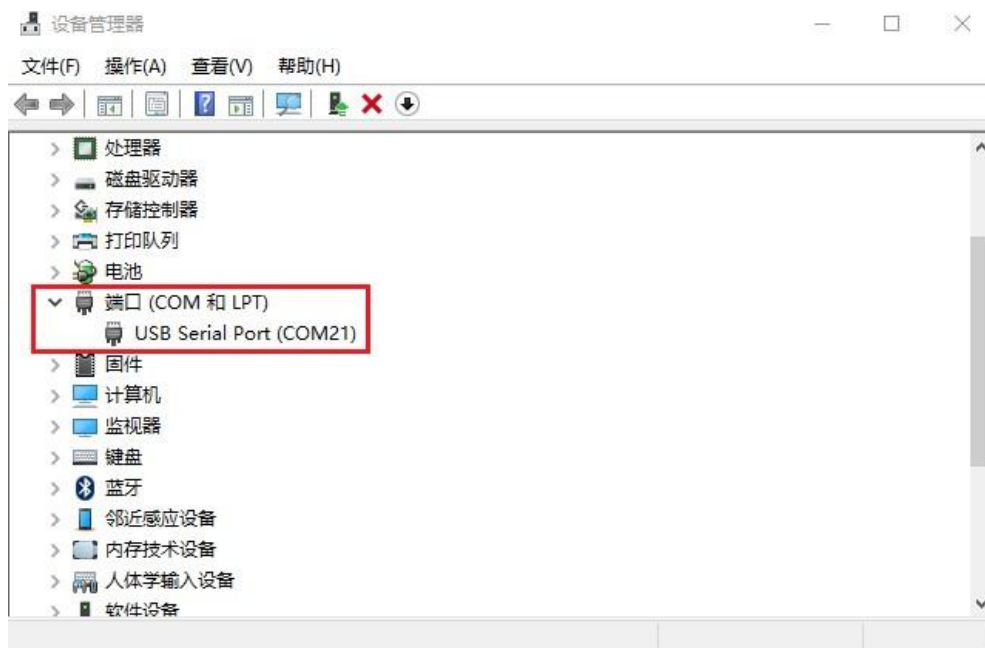 设备管理器
文件(F) 操作(A) 查看(V) 帮助(H)
处理器
磁盘驱动器
存储控制器
打印队列
电池
端口 (COM 和 LPT)
USB Serial Port (COM21)
固件
计算机
监视器
键盘
蓝牙
邻近感应设备
内存技术设备
人体学输入设备
软件设备